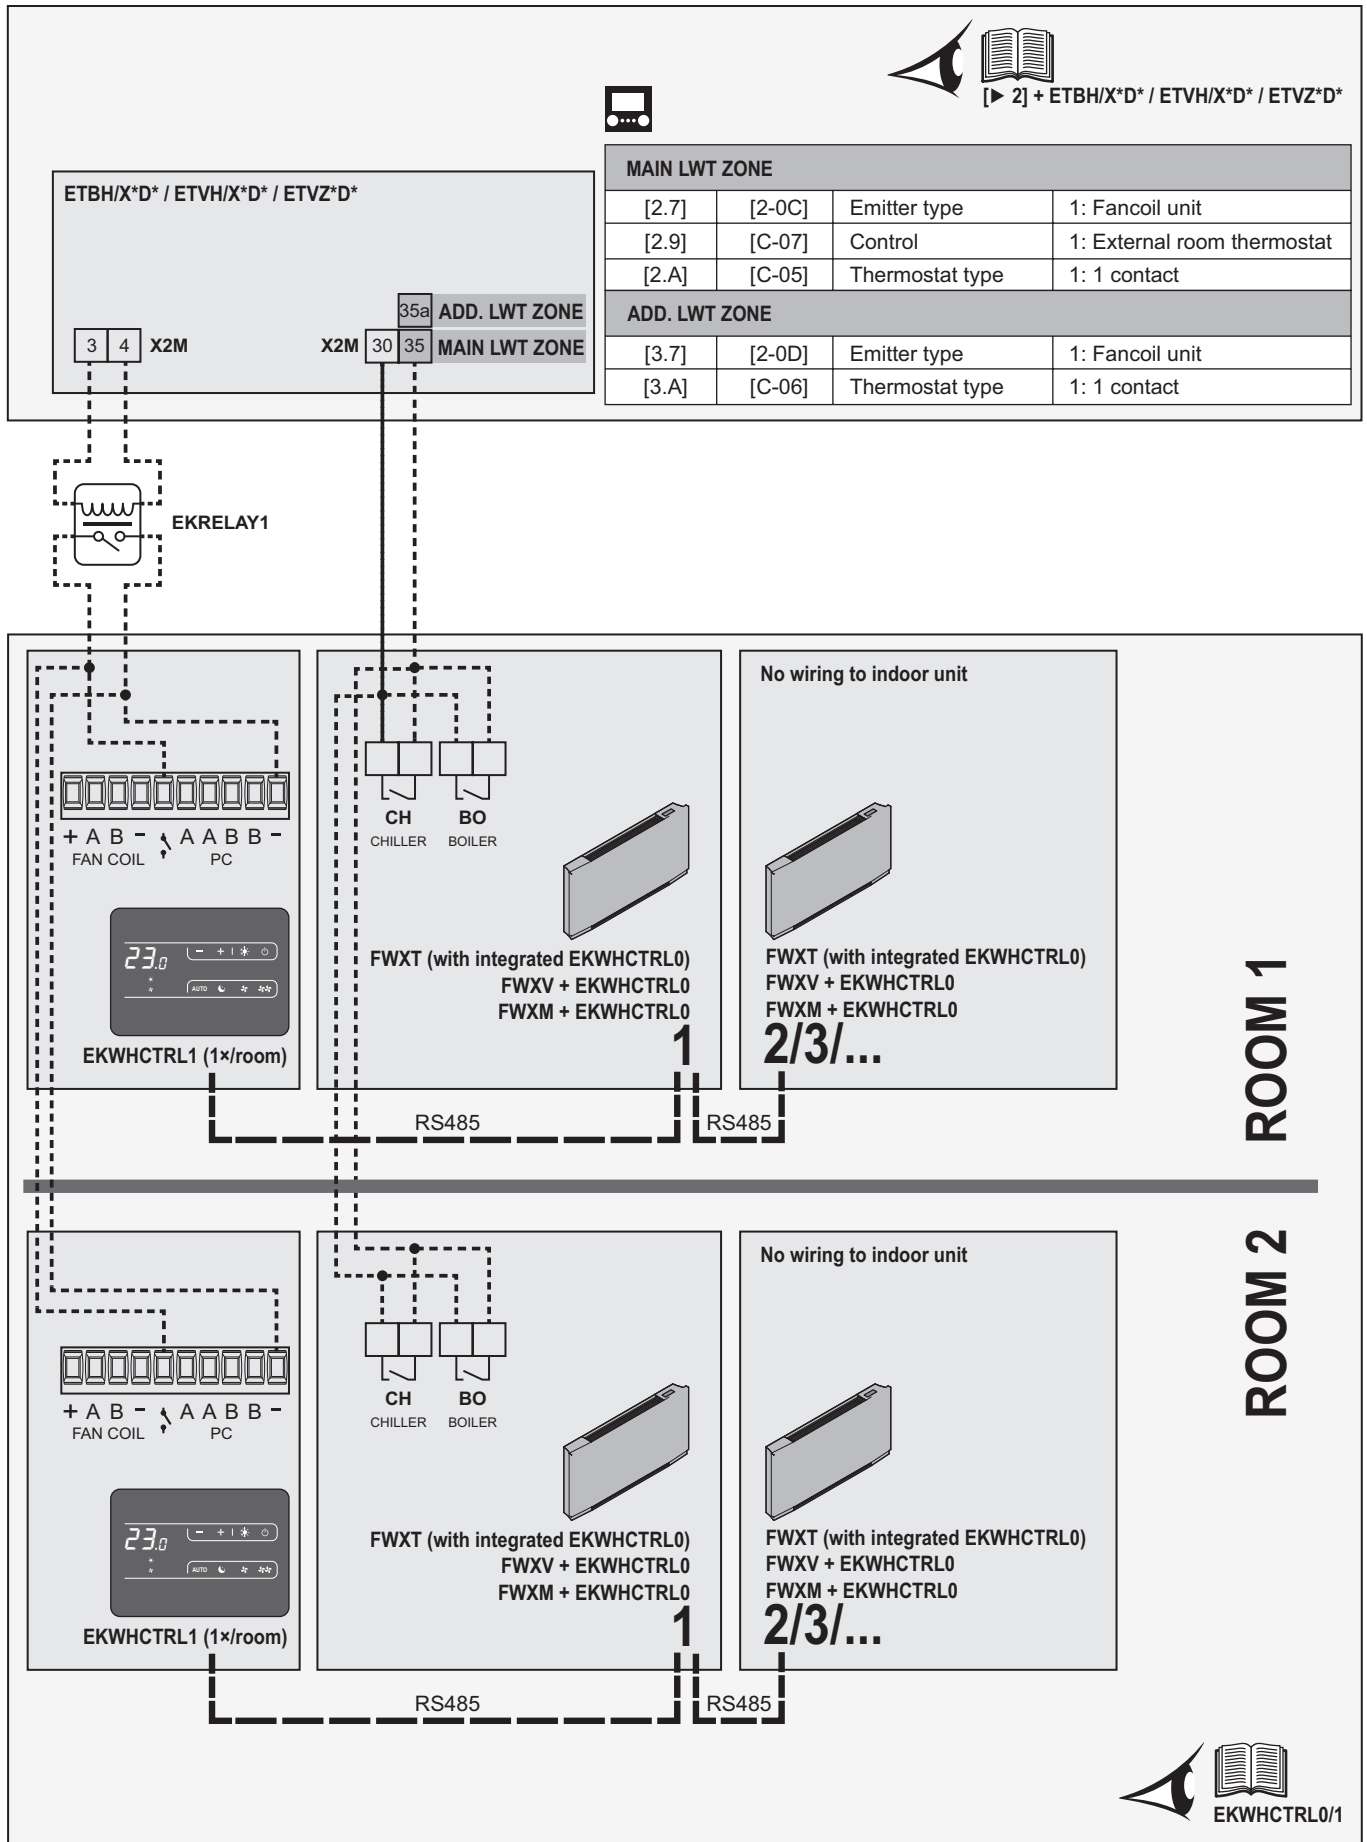 [▶ 2] + ETBH/X*D* / ETVH/X*D* / ETVZ*D*
MAIN LWT ZONE
[2.7] [2-0C] Emitter type 1: Fancoil unit
[2.9] [C-07] Control 1: External room thermostat
[2.A] [C-05] Thermostat type 1: 1 contact
ADD. LWT ZONE
[3.7] [2-0D] Emitter type 1: Fancoil unit
[3.A] [C-06] Thermostat type 1: 1 contact
ETBH/X*D* / ETVH/X*D* / ETVZ*D*
35a ADD. LWT ZONE
3 4 X2M
X2M 30 35 MAIN LWT ZONE
EKRELAY1
ROOM 1
+ A B - A A B B -
FAN COIL PC
23.0 - +
AUTO
EKWHCTRL1 (1×/room)
CH BO
CHILLER BOILER
FWXT (with integrated EKWHCTRL0)
FWXV + EKWHCTRL0
FWXM + EKWHCTRL0
1
No wiring to indoor unit
FWXT (with integrated EKWHCTRL0)
FWXV + EKWHCTRL0
FWXM + EKWHCTRL0
2/3/...
RS485
RS485
ROOM 2
+ A B - A A B B -
FAN COIL PC
23.0 - +
AUTO
EKWHCTRL1 (1×/room)
CH BO
CHILLER BOILER
FWXT (with integrated EKWHCTRL0)
FWXV + EKWHCTRL0
FWXM + EKWHCTRL0
1
No wiring to indoor unit
FWXT (with integrated EKWHCTRL0)
FWXV + EKWHCTRL0
FWXM + EKWHCTRL0
2/3/...
RS485
RS485
EKWHCTRL0/1